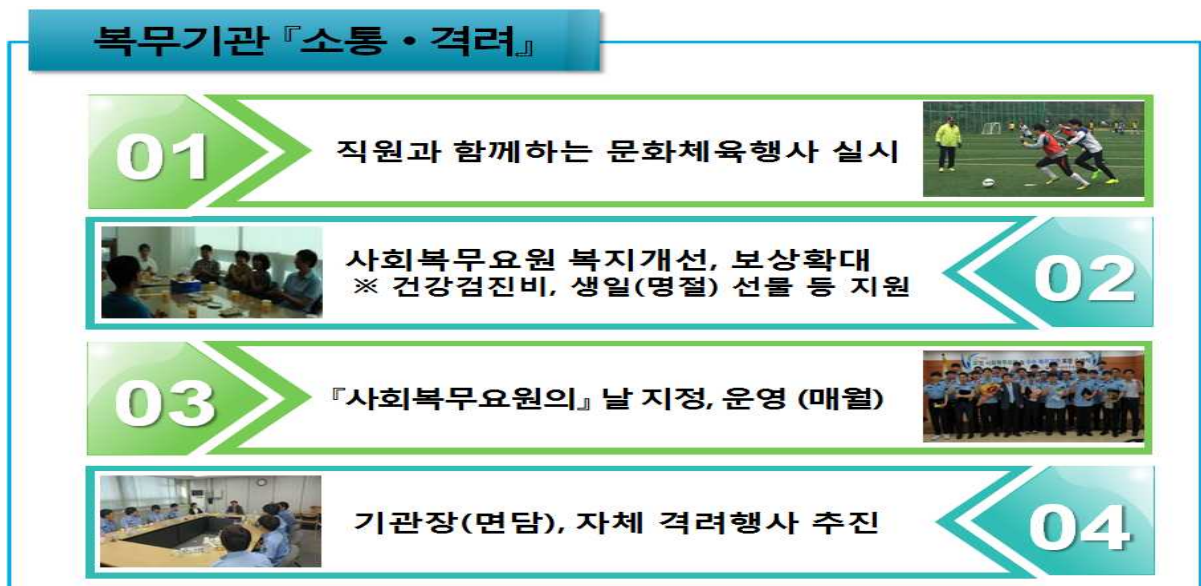 복무기관『소통・격려』
01
직원과 함께하는 문화체육행사 실시
사회복무요원 복지개선, 보상확대
※ 건강검진비, 생일(명절) 선물 등 지원
02
03
『사회복무요원의』 날 지정, 운영 (매월)
기관장(면담), 자체 격려행사 추진
04